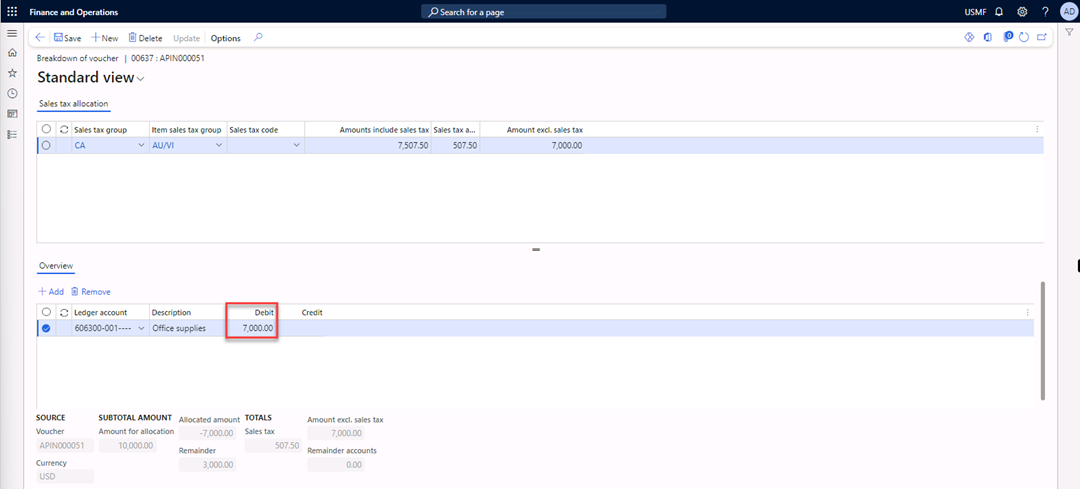 Finance and Operations
Search for a page
USMF
?
AD
Save
New
Delete
Update
Options
0
Breakdown of voucher | 00637 : APIN000051
Standard view
Sales tax allocation
Sales tax group Item sales tax group Sales tax code Amounts include sales tax Sales tax a... Amount excl. sales tax
CA AU/VI 7,507.50 507.50 7,000.00
Overview
+ Add Remove
Ledger account Description Debit Credit
606300-001---- Office supplies 7,000.00
SOURCE SUBTOTAL AMOUNT Allocated amount TOTALS Amount excl. sales tax
Voucher Amount for allocation -7,000.00 Sales tax 7,000.00
APIN000051 10,000.00 Remainder 507.50 Remainder accounts
Currency 3,000.00 0.00
USD